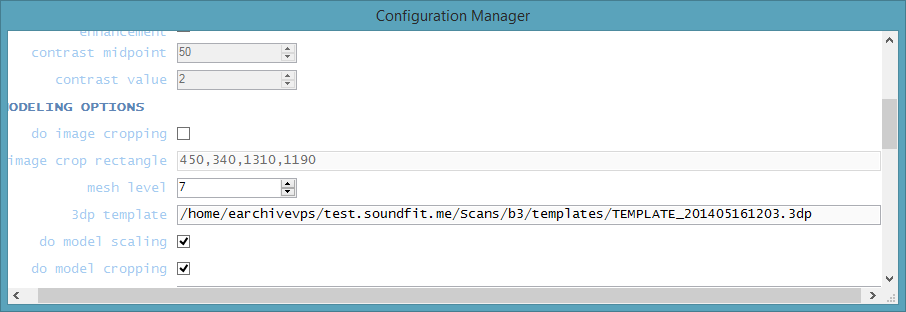 Configuration Manager
enhancement
contrast midpoint 50
contrast value 2
ODELING OPTIONS
do image cropping
image crop rectangle 450,340,1310,1190
mesh level 7
3dp template /home/earchivevps/test.soundfit.me/Scans/b3/templates/TEMPLATE_201405161203.3dp
do model scaling
do model cropping